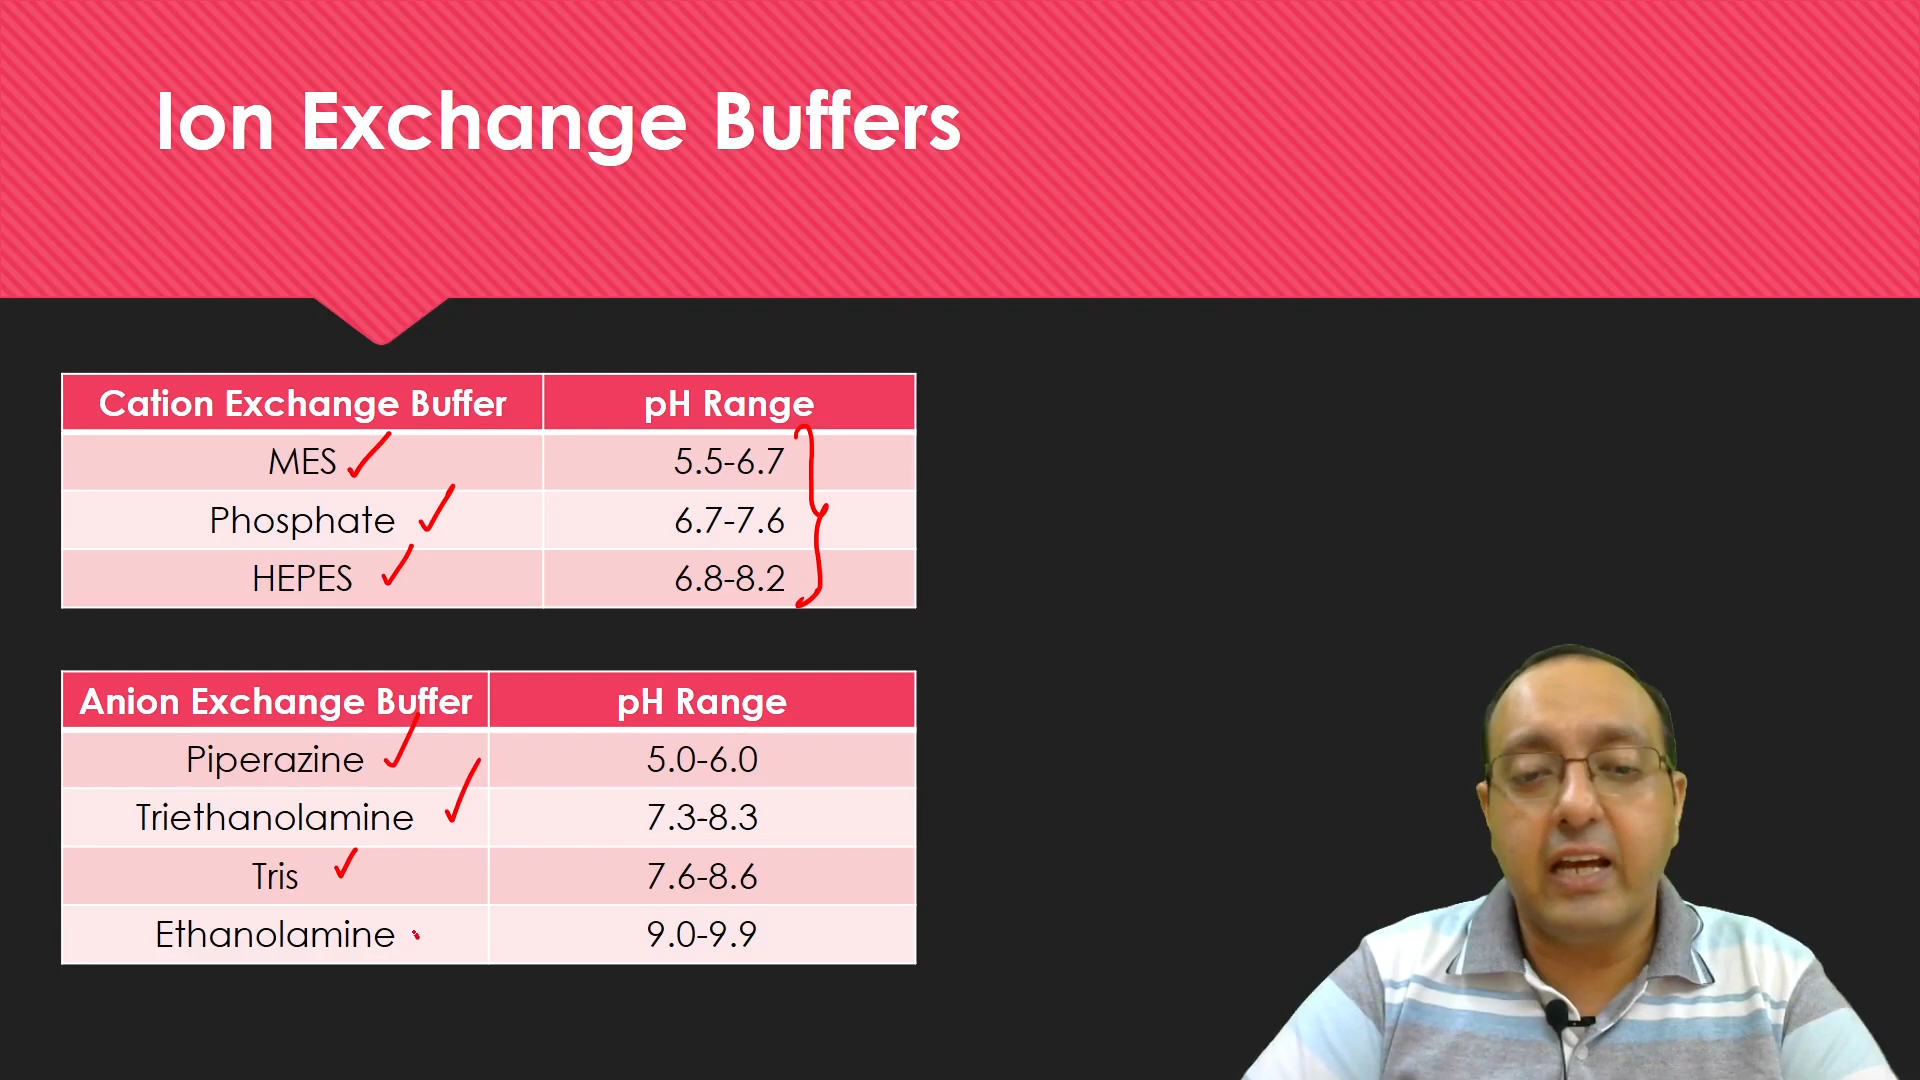 Ion Exchange Buffers
Cation Exchange Buffer pH Range
MES 5.5-6.7
Phosphate 6.7-7.6
HEPES 6.8-8.2
Anion Exchange Buffer pH Range
Piperazine 5.0-6.0
Triethanolamine 7.3-8.3
Tris 7.6-8.6
Ethanolamine 9.0-9.9